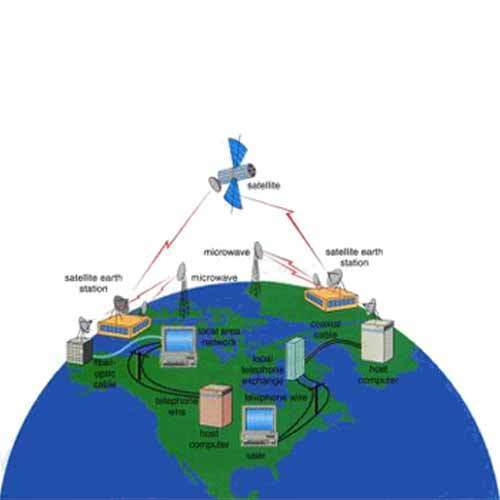 satellite
microwave
satellite earth
station
satellite earth
station
microwave
local area
network
coaxial
cable
fiber-
optic
cable
local
telephone
exchange
host
computer
telephone
wire
telephone wire
host
computer
user